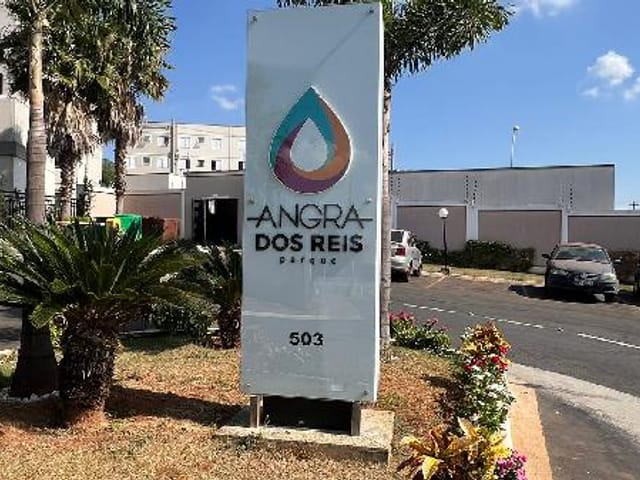 ANGRA
DOS REIS
parque
503